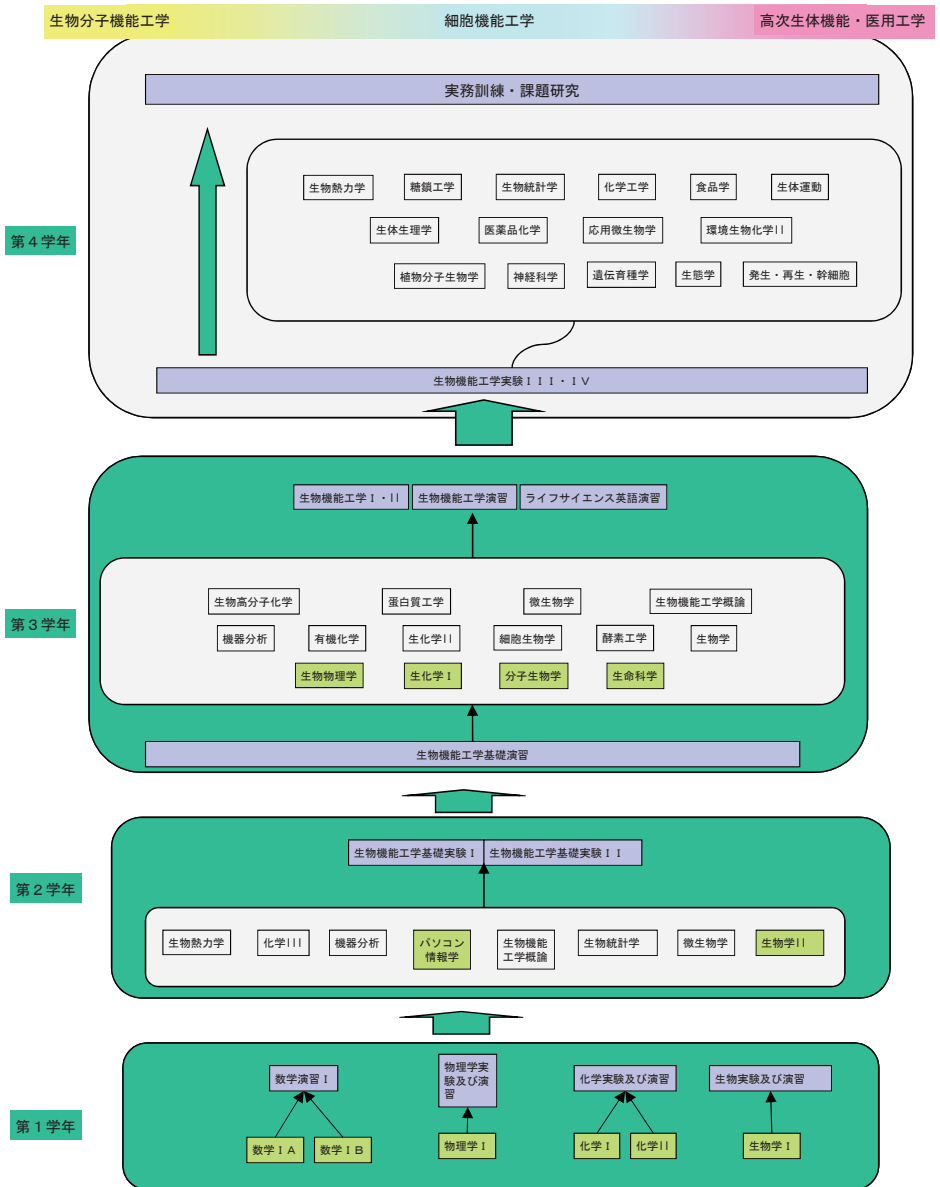 生物分子機能工学
細胞機能工学
高次生体機能・医用工学
実務訓練・課題研究
生物熱力学
糖鎖工学
生物統計学
化学工学
食品学
生体運動
第４学年
生体生理学
医薬品化学
応用微生物学
環境生物化学II
植物分子生物学
神経科学
遺伝育種学
生態学
発生・再生・幹細胞
生物機能工学実験ＩＩＩ・ＩＶ
生物機能工学Ｉ・II
生物機能工学演習
ライフサイエンス英語演習
第３学年
生物高分子化学
蛋白質工学
微生物学
生物機能工学概論
機器分析
有機化学
生化学II
細胞生物学
酵素工学
生物学
生物物理学
生化学Ｉ
分子生物学
生命科学
生物機能工学基礎演習
第２学年
生物機能工学基礎実験Ｉ
生物機能工学基礎実験ＩＩ
生物熱力学
化学III
機器分析
パソコン
情報学
生物機能
工学概論
生物統計学
微生物学
生物学II
第１学年
数学演習Ｉ
物理学実
験及び演
習
化学実験及び演習
生物実験及び演習
数学ＩＡ
数学ＩＢ
物理学Ｉ
化学Ｉ
化学II
生物学Ｉ